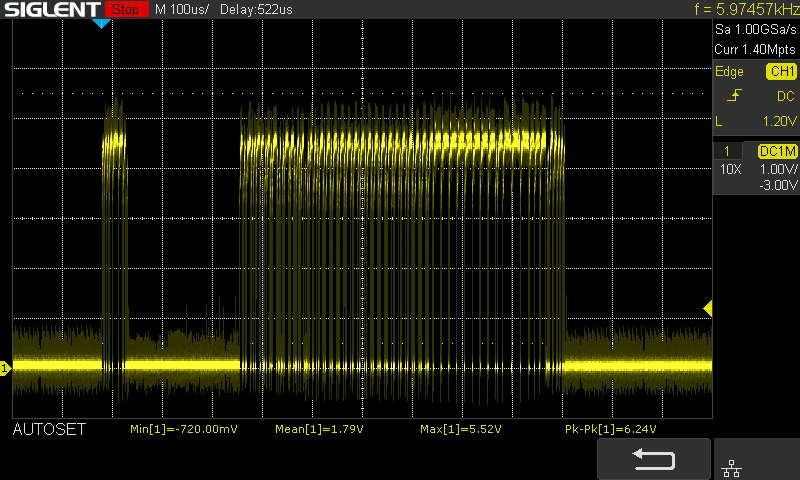 SIGLENT Stop M 100us/ Delay:522us f = 5.97457kHz
Sa 1.00GSa/s
Curr 1.40Mpts
Edge CH1
DC
L 1.20V
1 DC1M
10X 1.00V/
-3.00V
1
AUTOSET Min[1]=-720.00mV Mean[1]=1.79V Max[1]=5.52V Pk-Pk[1]=6.24V